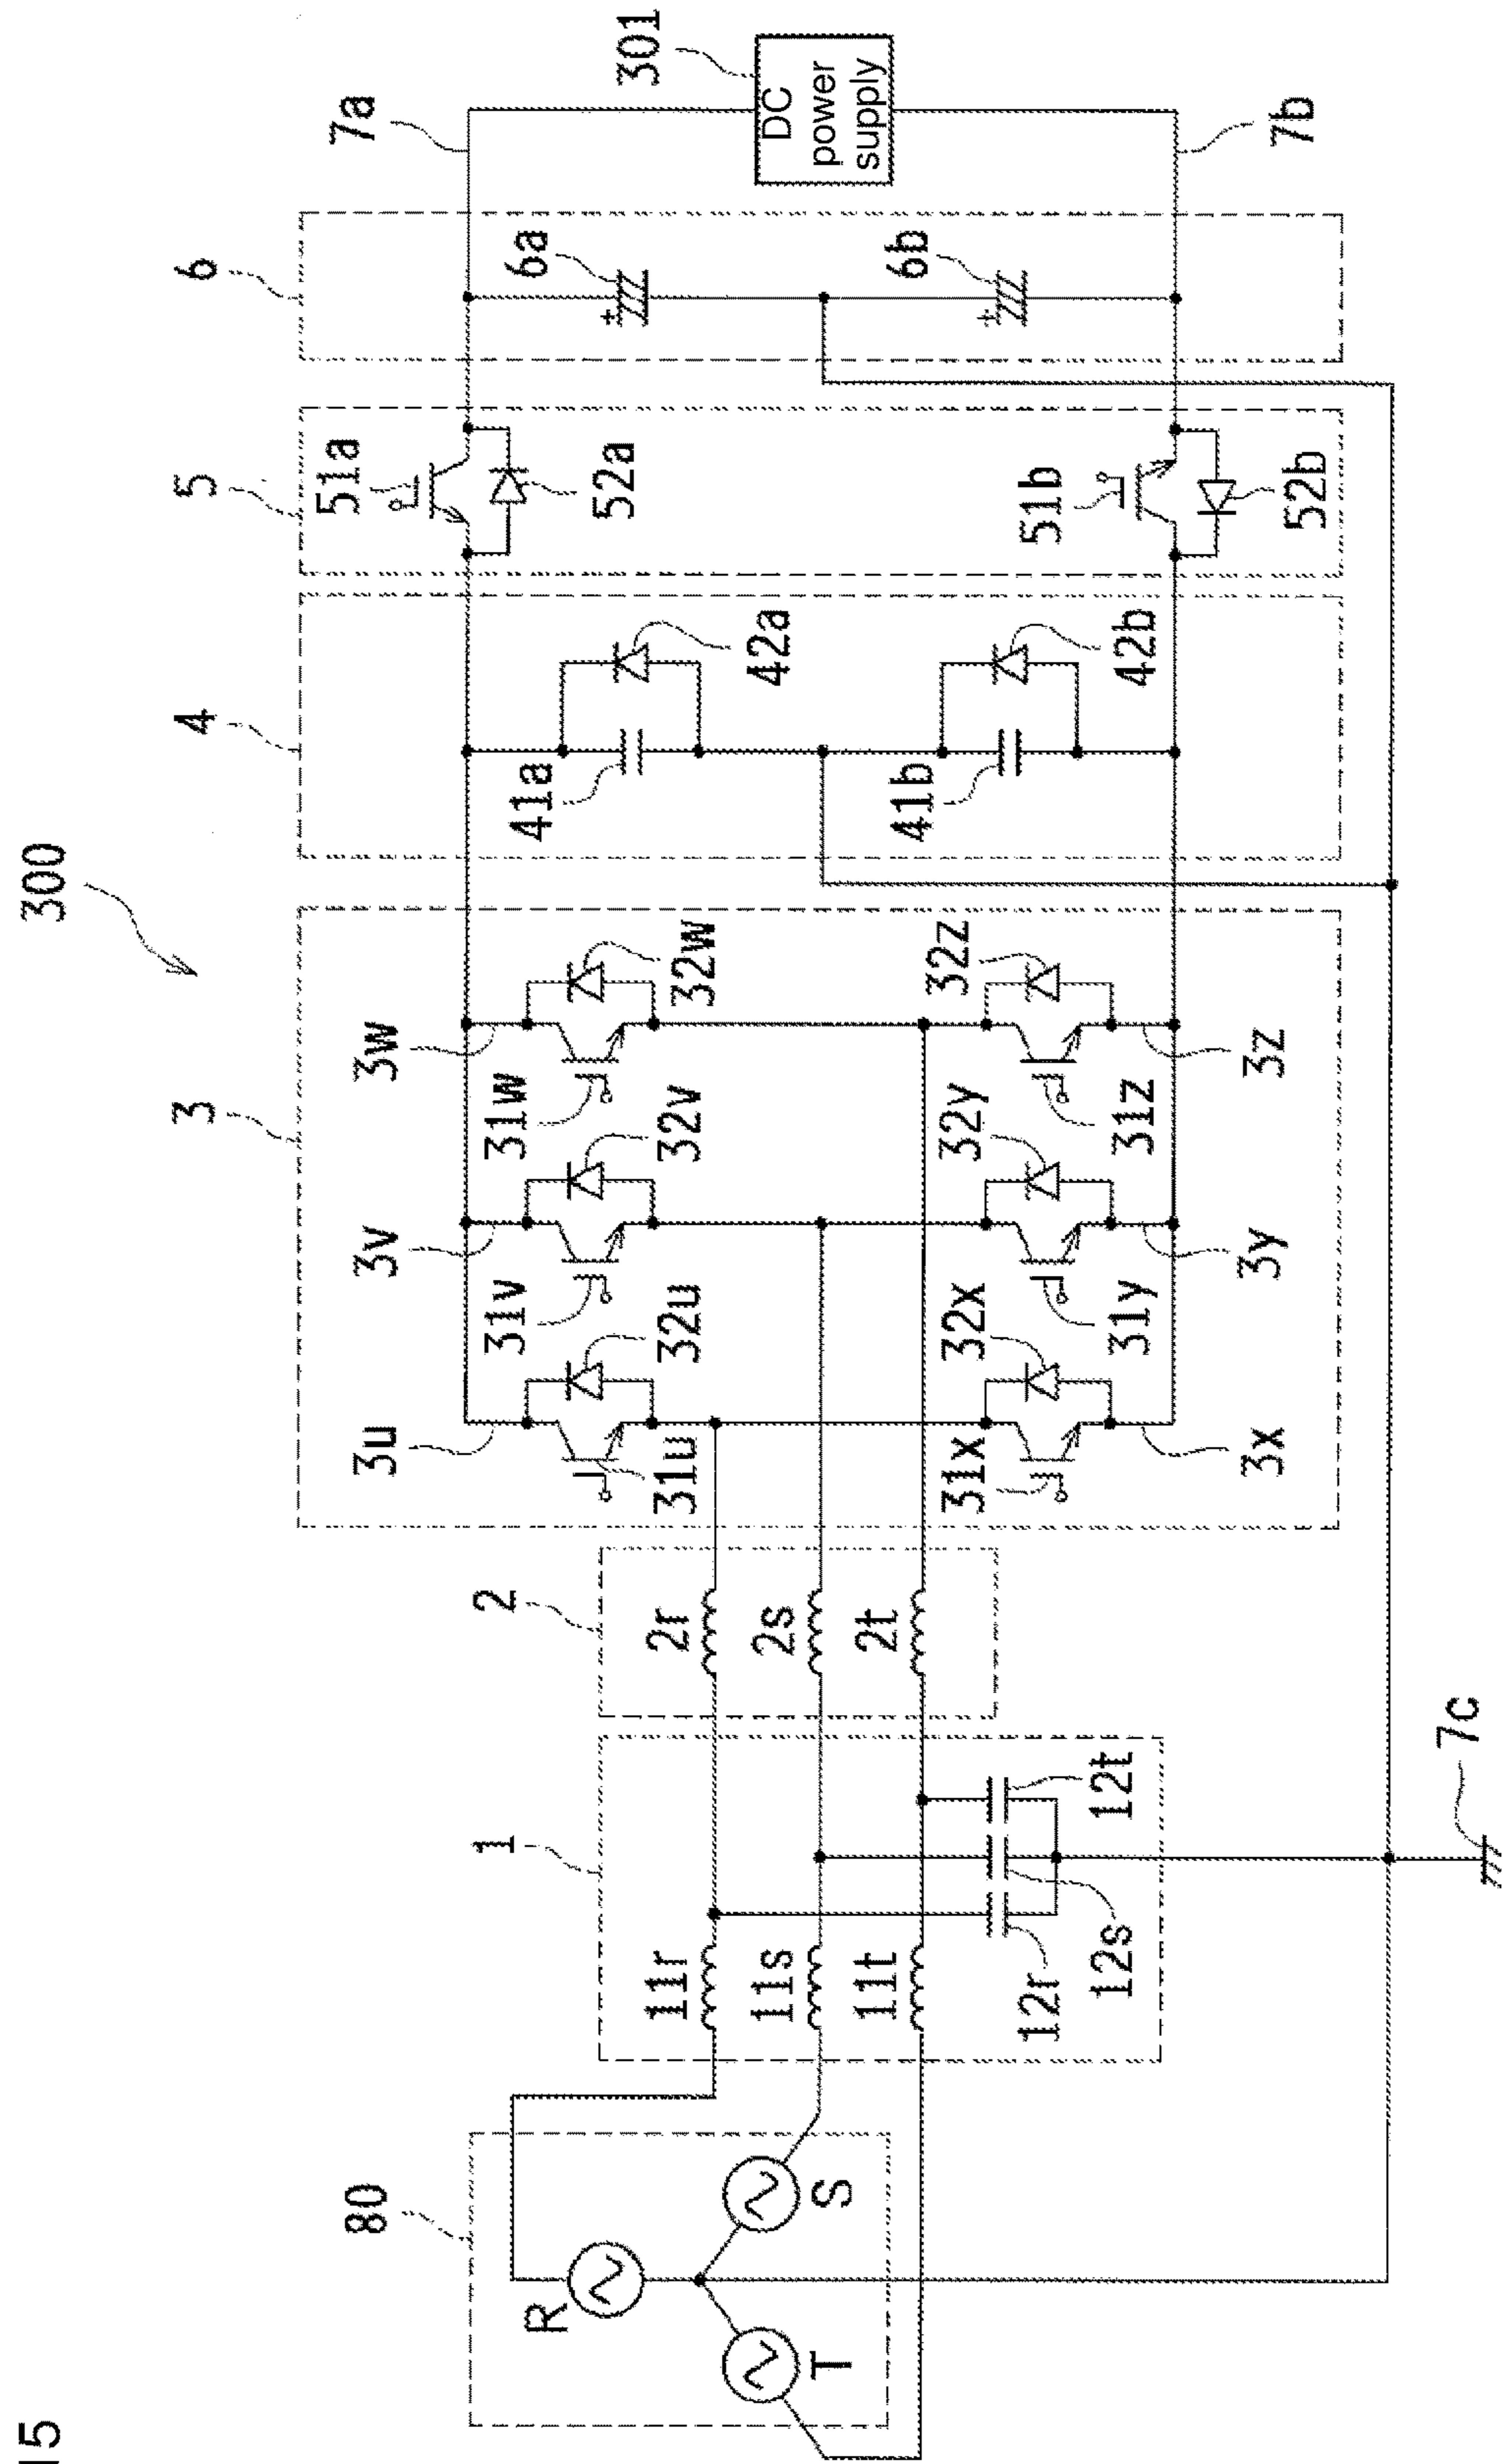 15
300
80
R
S
T
1
11r
11s
11t
12r
12s
12t
2
2r
2s
2t
3
3u
3v
3w
31u
32u
31v
32v
31w
32w
31x
32x
31y
32y
31z
32z
3x
3y
3z
4
41a
42a
41b
42b
5
51a
52a
51b
52b
6
+
6a
+
6b
7a
7b
7c
301
DC
power
supply